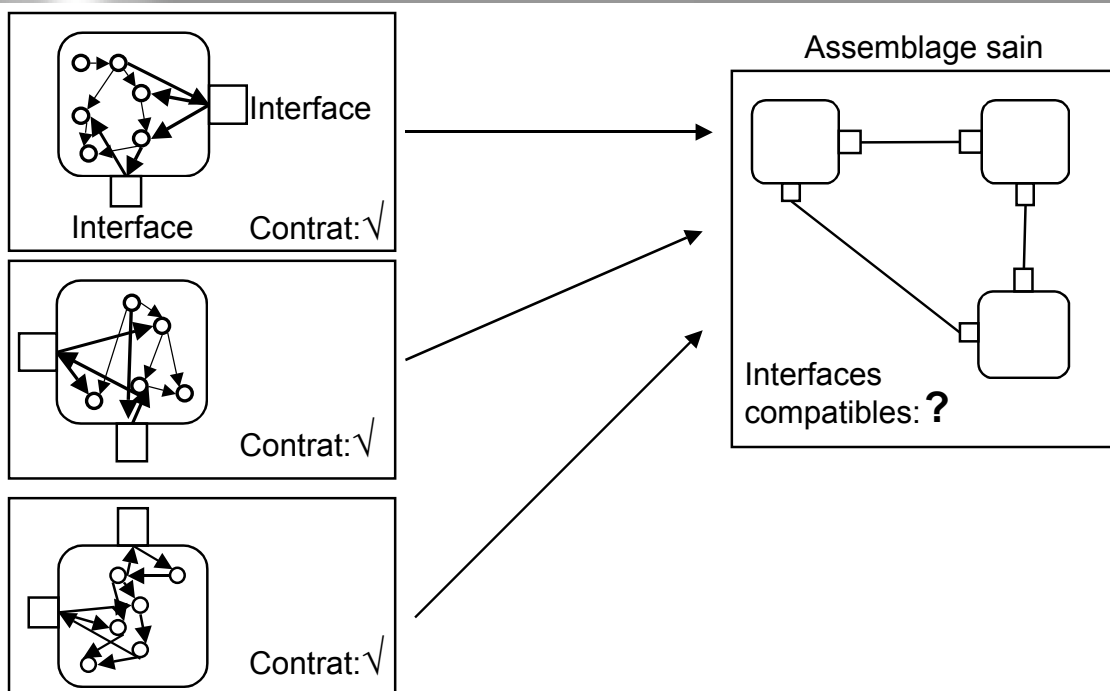 Interface
Interface
Contrat:√
Contrat:√
Contrat:√
Assemblage sain
Interfaces
compatibles: ?